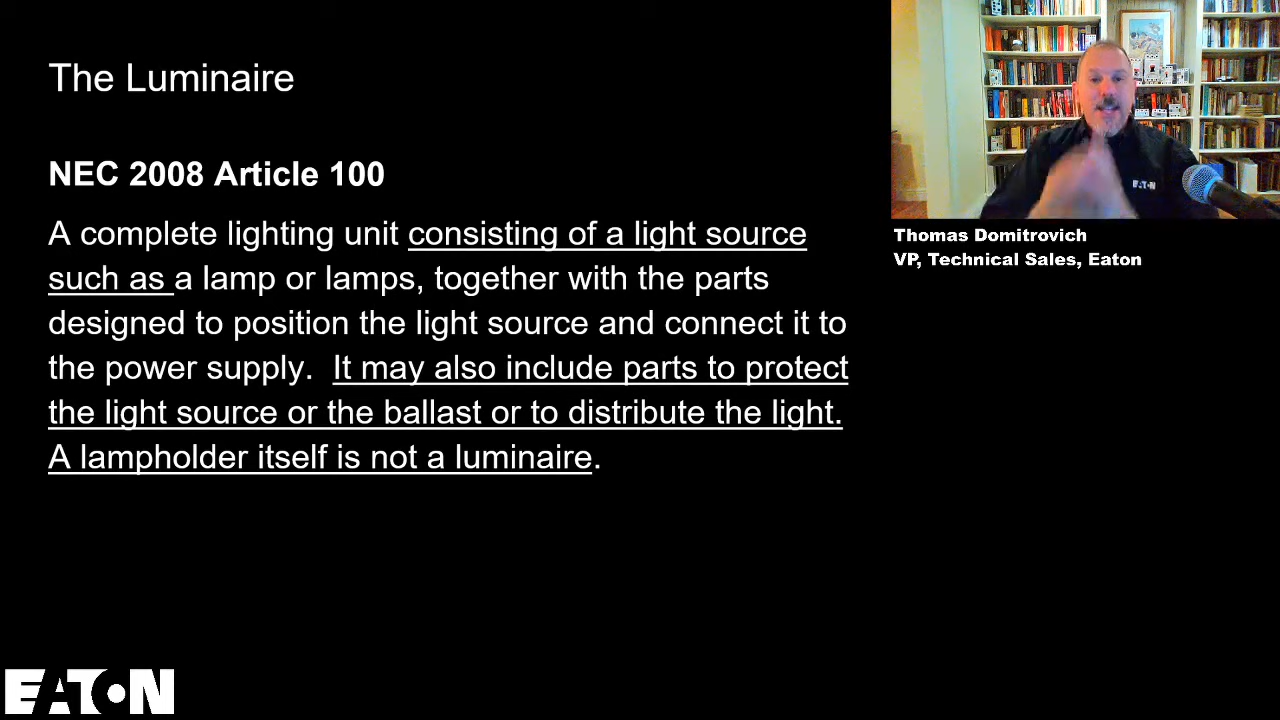 The Luminaire
NEC 2008 Article 100
A complete lighting unit consisting of a light source
such as a lamp or lamps, together with the parts
designed to position the light source and connect it to
the power supply. It may also include parts to protect
the light source or the ballast or to distribute the light.
A lampholder itself is not a luminaire.
EATON
Thomas Domitrovich
VP, Technical Sales, Eaton
EATON